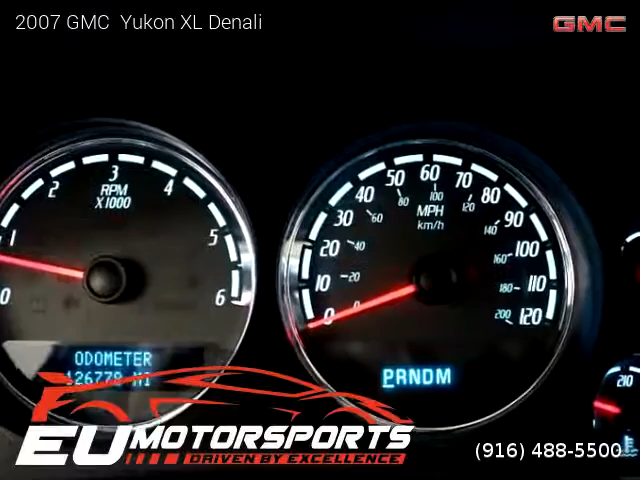 2007 GMC Yukon XL Denali
GMC
0 1 2 3 4 5 6
RPM
X1000
ODOMETER
126778 MI
0 10 20 30 40 50 60 70 80 90 100 110 120
0 20 40 60 80 100 120 140 160 180 200
MPH
km/h
PRNDM
210
EU MOTORSPORTS
DRIVEN BY EXCELLENCE
(916) 488-5500